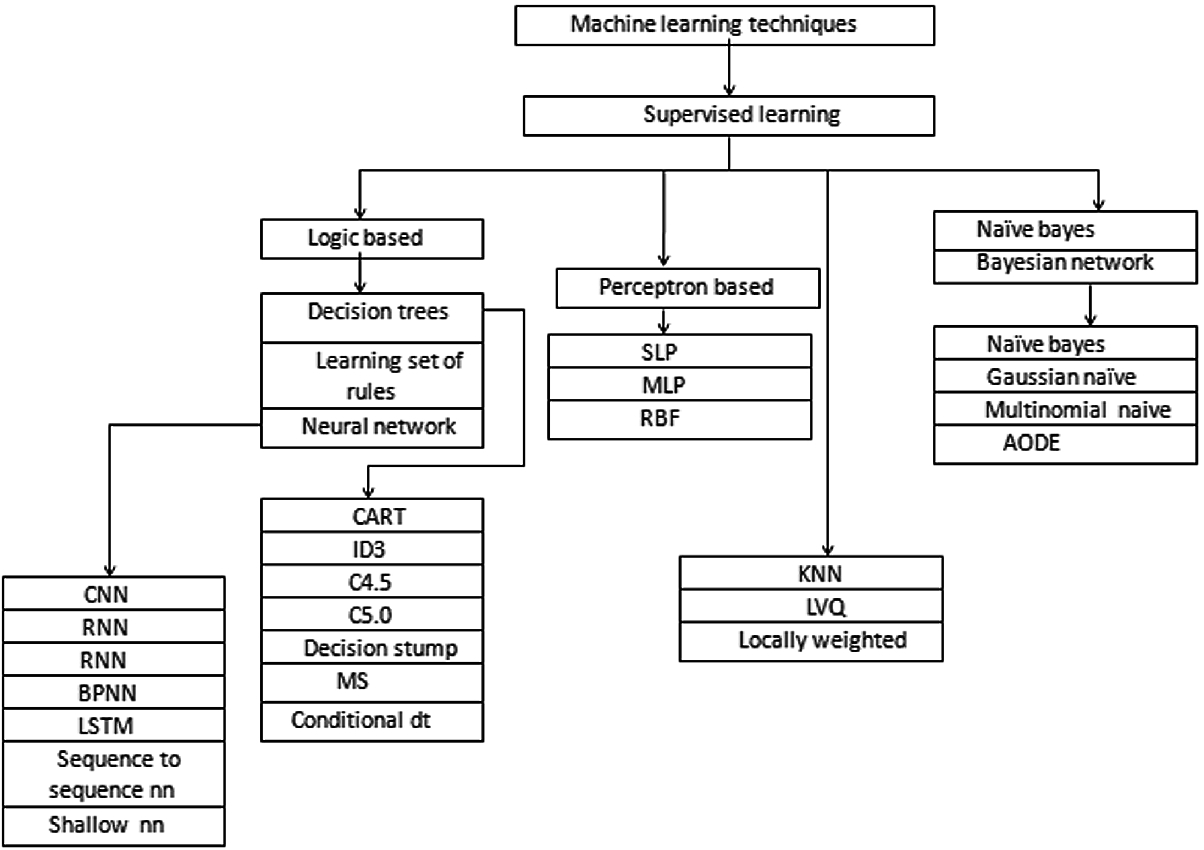 Machine learning techniques
Supervised learning
Logic based
Decision trees
Learning set of
rules
Neural network
CNN
RNN
RNN
BPNN
LSTM
Sequence to
sequence nn
Shallow nn
CART
ID3
C4.5
C5.0
Decision stump
MS
Conditional dt
Perceptron based
SLP
MLP
RBF
KNN
LVQ
Locally weighted
Naïve bayes
Bayesian network
Naïve bayes
Gaussian naïve
Multinomial naive
AODE